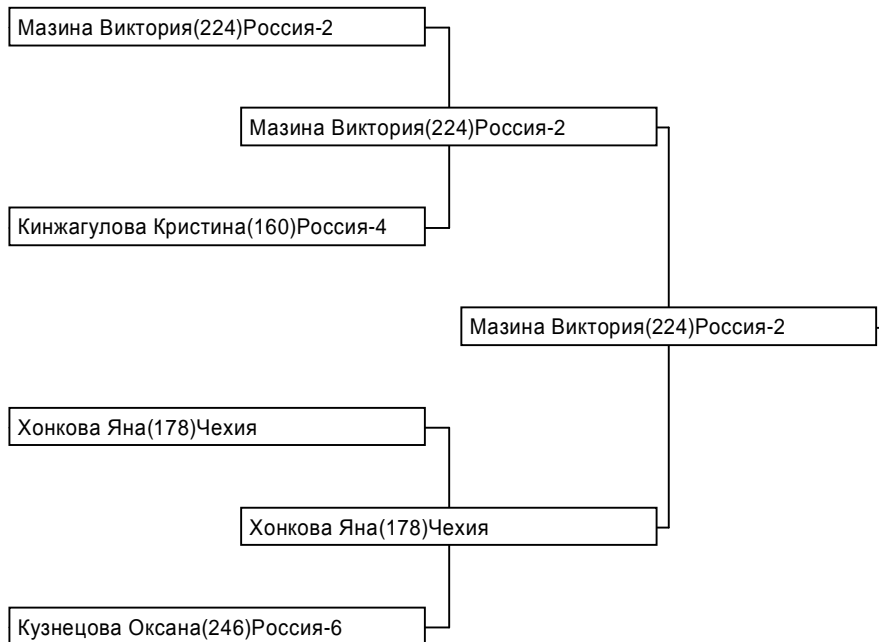 Мазина Виктория(224)Россия-2
Мазина Виктория(224)Россия-2
Кинжагулова Кристина(160)Россия-4
Мазина Виктория(224)Россия-2
Хонкова Яна(178)Чехия
Хонкова Яна(178)Чехия
Кузнецова Оксана(246)Россия-6